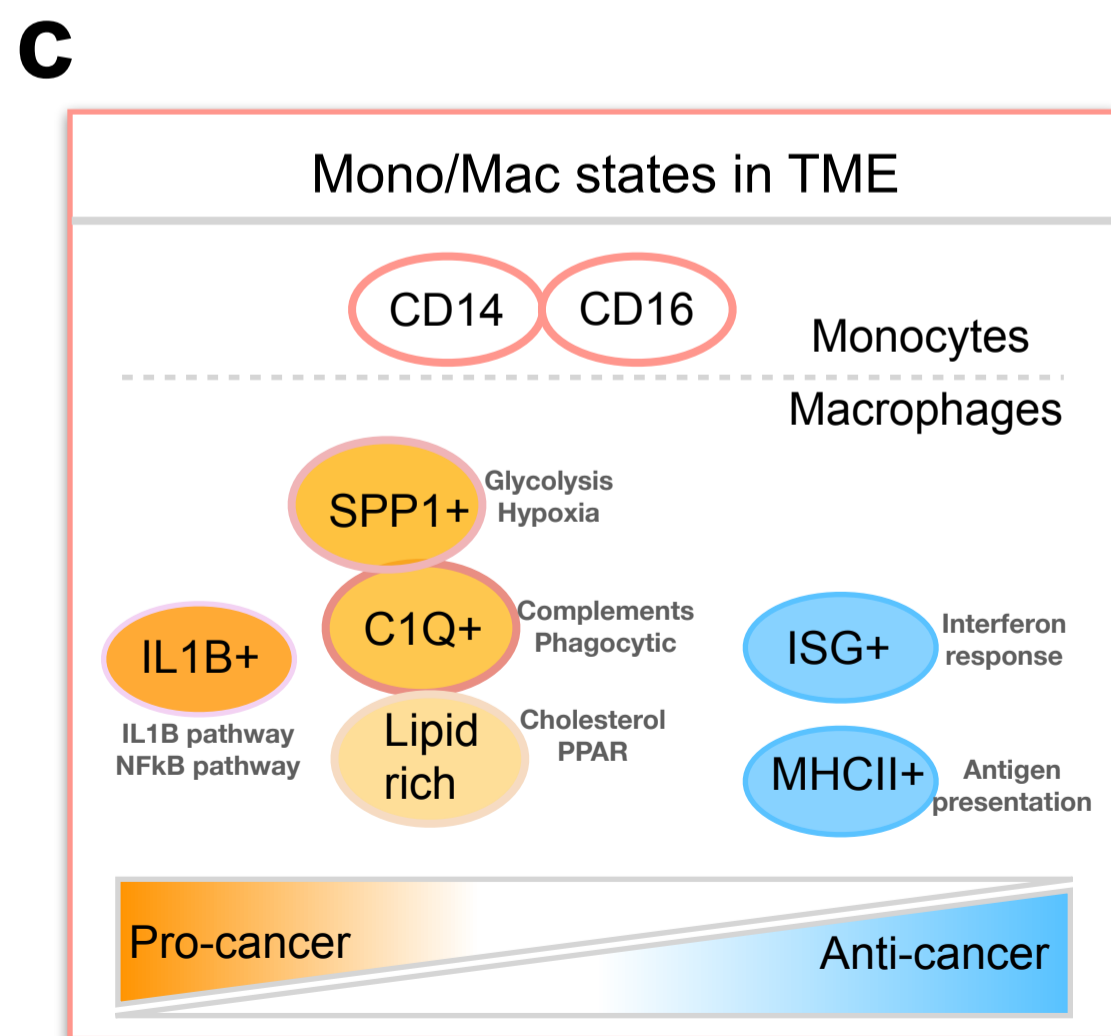 c
Mono/Mac states in TME
CD14
CD16
Monocytes
Macrophages
SPP1+
Glycolysis
Hypoxia
C1Q+
Complements
Phagocytic
IL1B+
IL1B pathway
NFkB pathway
Lipid
rich
Cholesterol
PPAR
ISG+
Interferon
response
MHCII+
Antigen
presentation
Pro-cancer
Anti-cancer